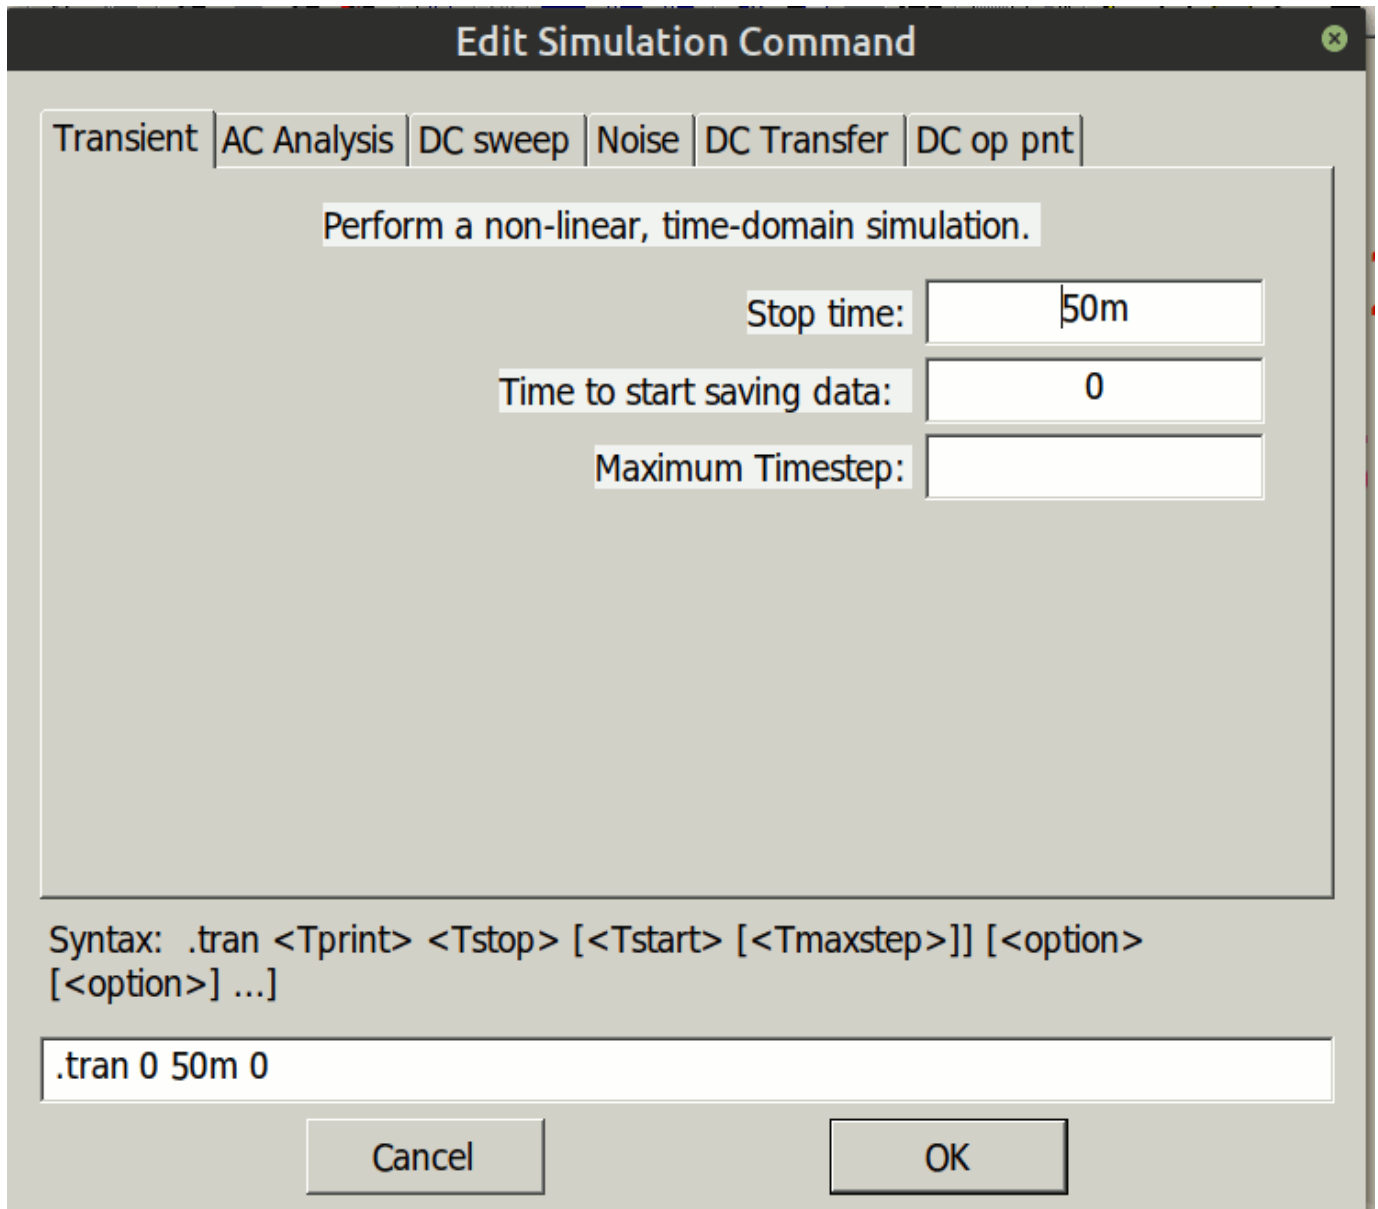 Edit Simulation Command
Transient AC Analysis DC sweep Noise DC Transfer DC op pnt
Perform a non-linear, time-domain simulation.
Stop time: 50m
Time to start saving data: 0
Maximum Timestep:
Syntax: .tran <Tprint> <Tstop> [<Tstart> [<Tmaxstep>]] [<option>
[<option>] ...]
.tran 0 50m 0
Cancel OK